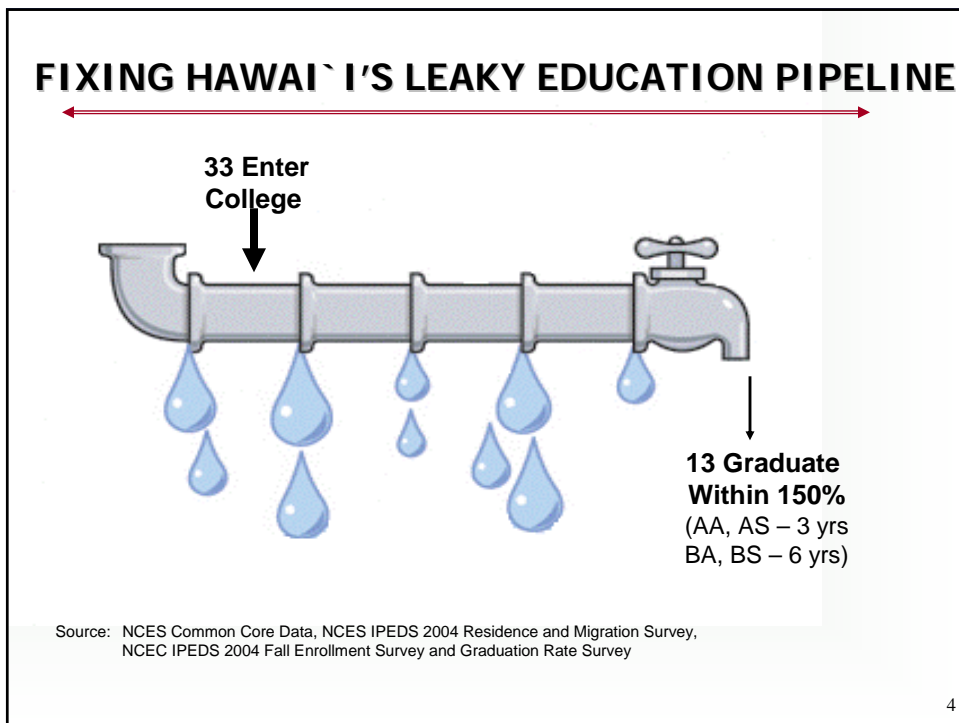 FIXING HAWAI`I'S LEAKY EDUCATION PIPELINE
33 Enter
College
13 Graduate
Within 150%
(AA, AS – 3 yrs
BA, BS – 6 yrs)
Source: NCES Common Core Data, NCES IPEDS 2004 Residence and Migration Survey,
NCEC IPEDS 2004 Fall Enrollment Survey and Graduation Rate Survey
4